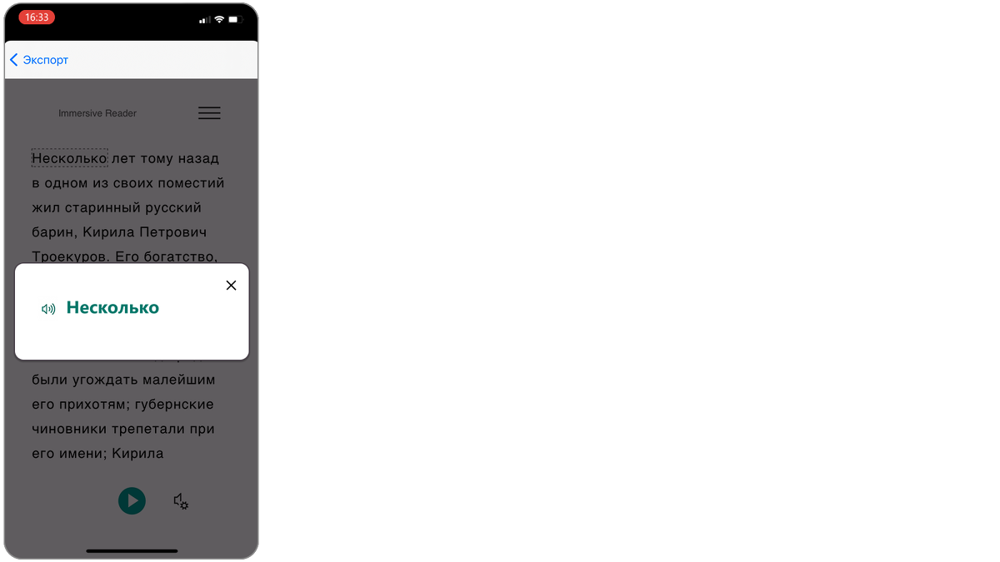 16:33
Экспорт
Immersive Reader
Несколько лет тому назад
в одном из своих поместий
жил старинный русский
барин, Кирила Петрович
Троекуров. Его богатство,
Несколько
были угождать малейшим
его прихотям; губернские
чиновники трепетали при
его имени; Кирила